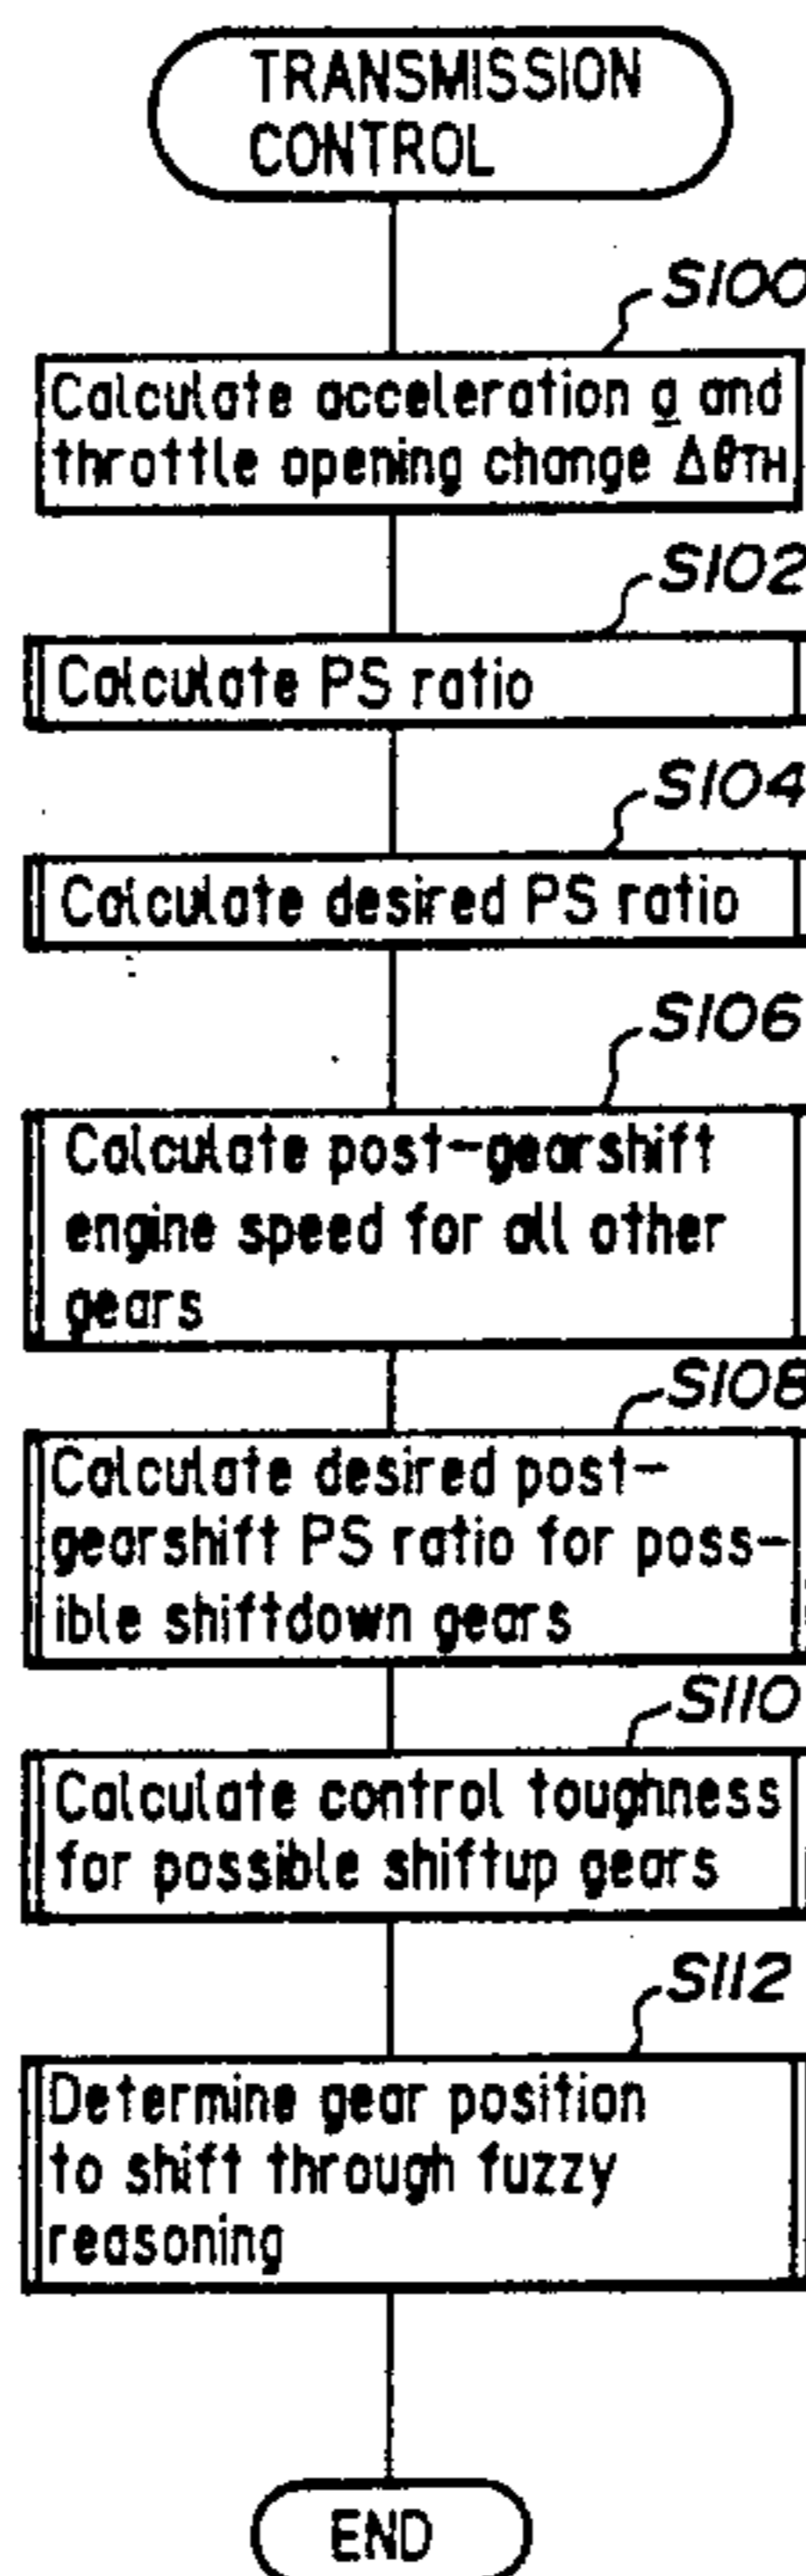 TRANSMISSION
CONTROL
S100
Calculate acceleration a and
throttle opening change ΔθTH
S102
Calculate PS ratio
S104
Calculate desired PS ratio
S106
Calculate post-gearshift
engine speed for all other
gears
S108
Calculate desired post-
gearshift PS ratio for poss-
ible shiftdown gears
S110
Calculate control toughness
for possible shiftup gears
S112
Determine gear position
to shift through fuzzy
reasoning
END